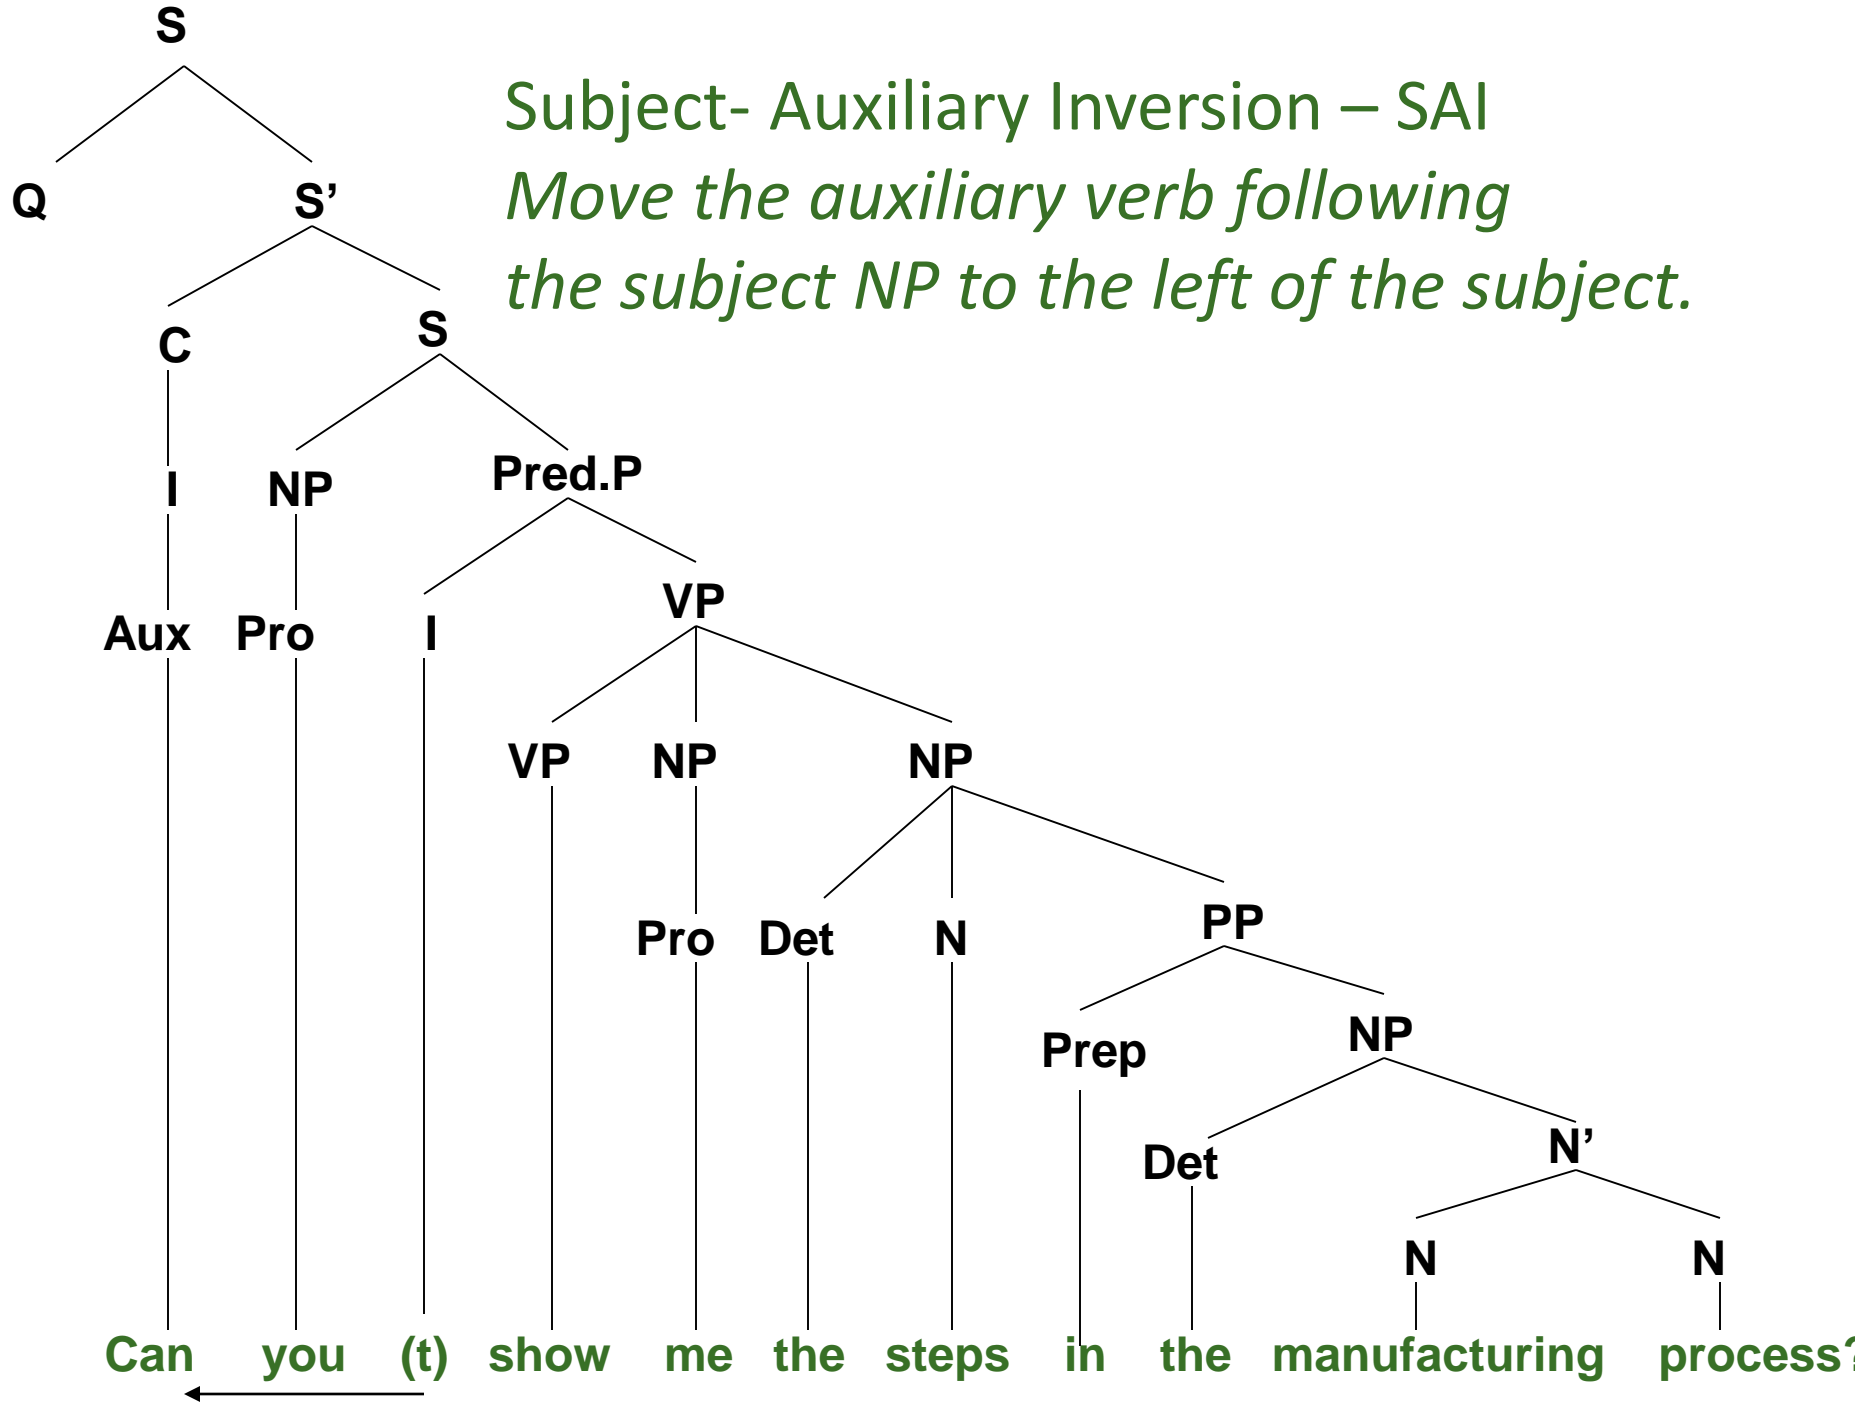 S
Subject- Auxiliary Inversion – SAI
Move the auxiliary verb following
Q S’
the subject NP to the left of the subject.
C S
I NP Pred.P
VP
Aux Pro I
VP NP NP
PP
Pro Det N
NP
Prep
N’
Det
N N
Can you (t) show me the steps in the manufacturing process?